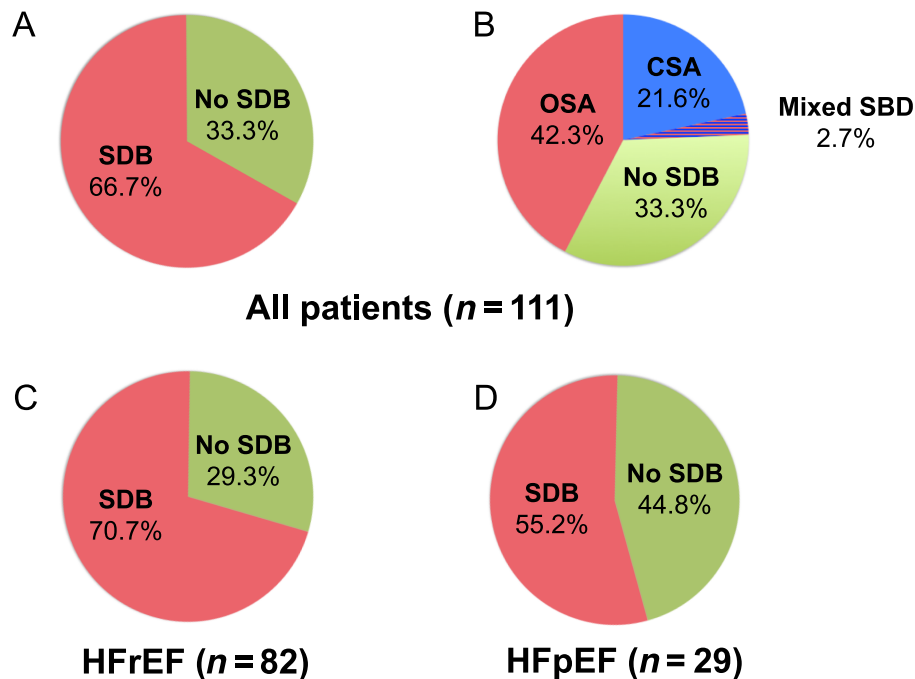 A
No SDB
33.3%
SDB
66.7%
B
CSA
21.6%
OSA
42.3%
Mixed SBD
2.7%
No SDB
33.3%
All patients (n = 111)
C
No SDB
29.3%
SDB
70.7%
HFrEF (n = 82)
D
No SDB
44.8%
SDB
55.2%
HFpEF (n = 29)